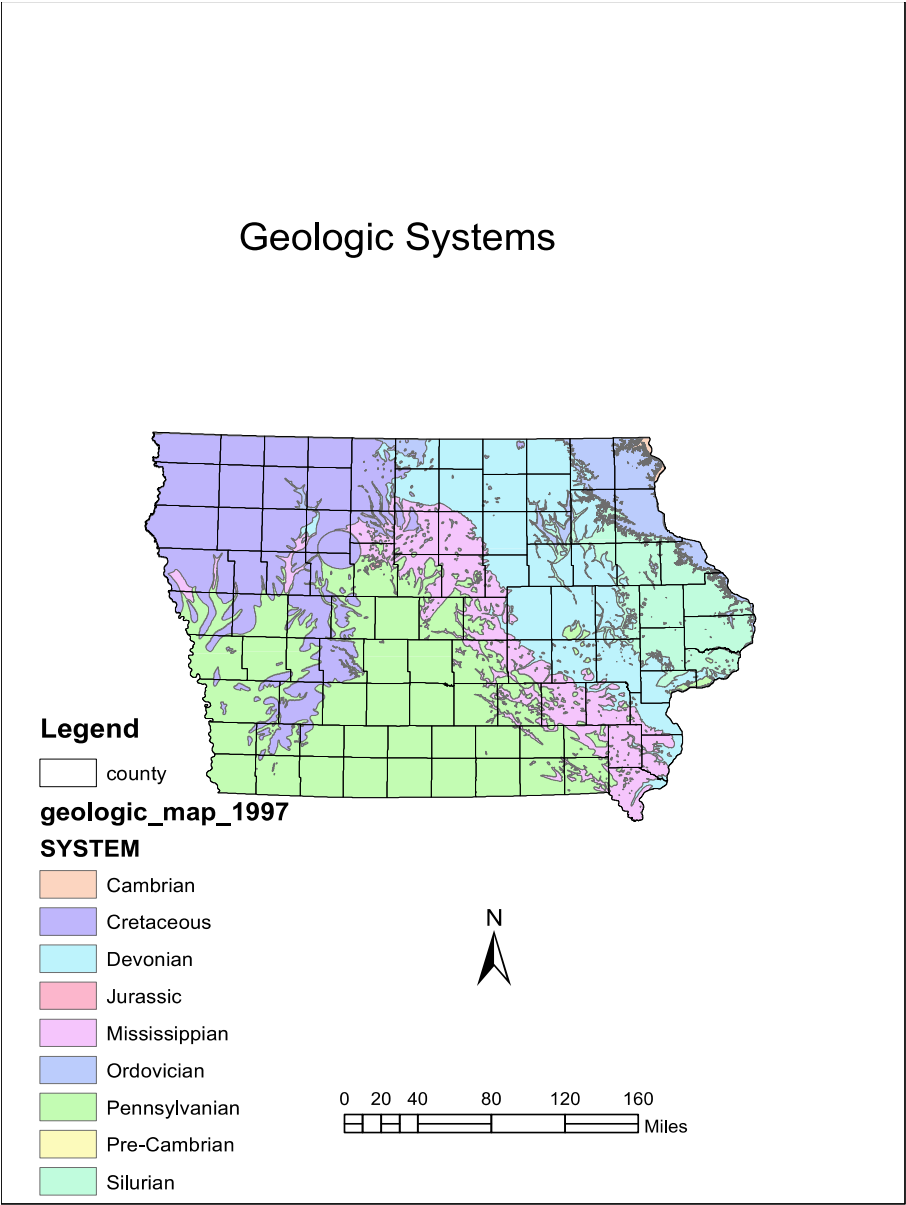 Geologic Systems
Legend
county
geologic_map_1997
SYSTEM
Cambrian
Cretaceous
Devonian
Jurassic
Mississippian
Ordovician
Pennsylvanian
Pre-Cambrian
Silurian
N
0 20 40 80 120 160
Miles